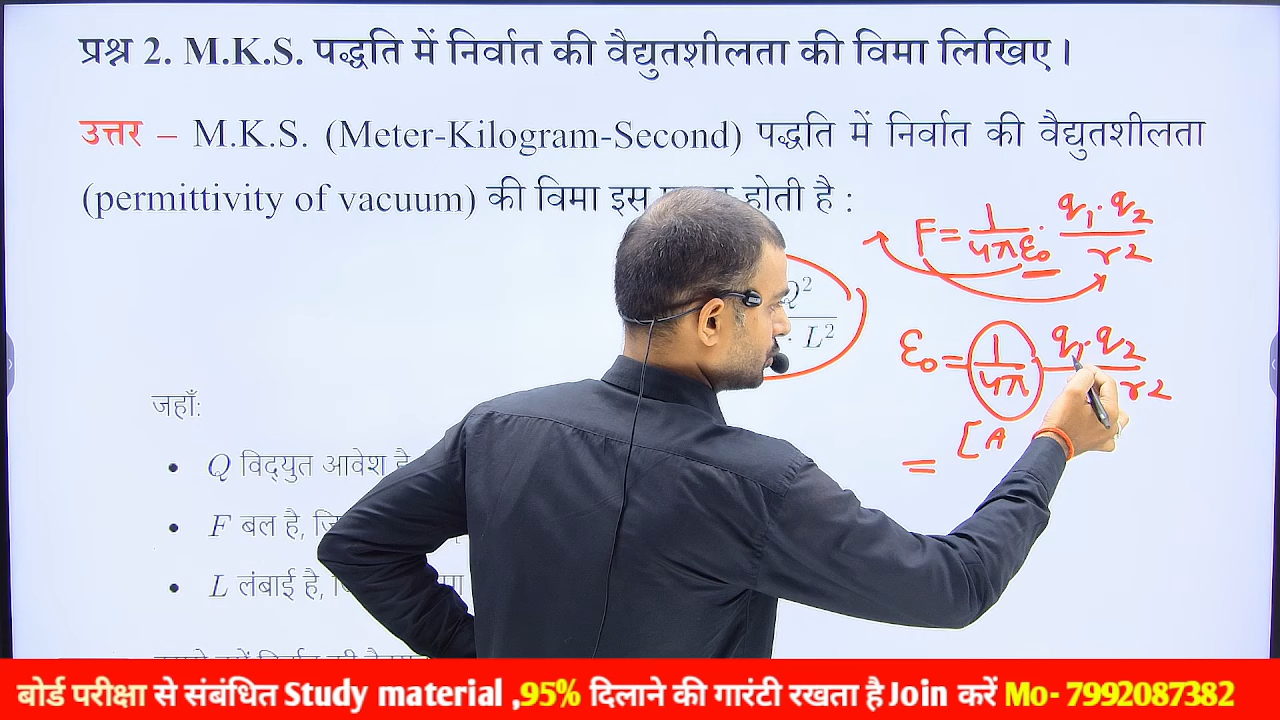 प्रश्न 2. M.K.S. पद्धति में निर्वात की वैद्युतशीलता की विमा लिखिए।
उत्तर – M.K.S. (Meter-Kilogram-Second) पद्धति में निर्वात की वैद्युतशीलता
(permittivity of vacuum) की विमा इस होती है :
F = 1/4πε₀ · q₁·q₂/r²
Q²/· L²
ε₀ = 1/4π q₁·q₂/r²
= [A
जहाँ:
• Q विद्युत आवेश है
• F बल है,
• L लंबाई है,
बोर्ड परीक्षा से संबंधित Study material ,95% दिलाने की गारंटी रखता है Join करें Mo- 7992087382